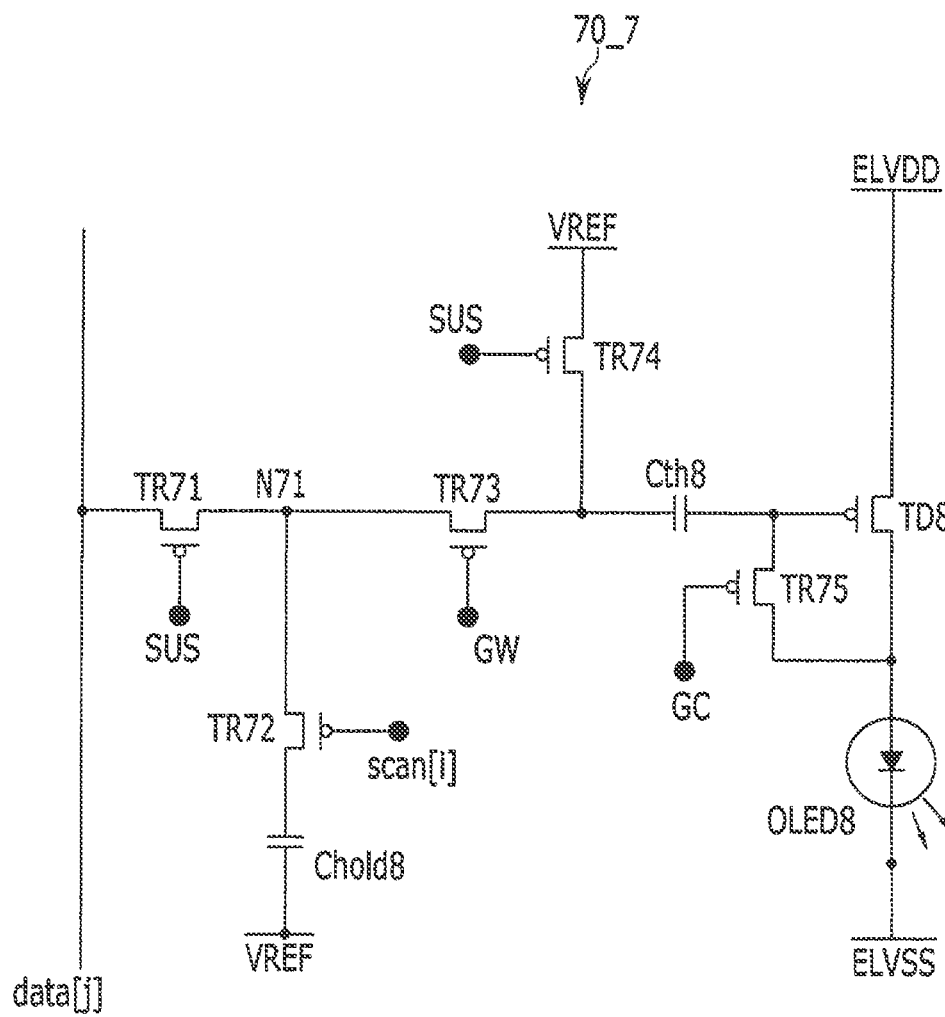 70_7
ELVDD
VREF
SUS
TR74
TR71
N71
TR73
Cth8
TD8
TR75
SUS
GW
GC
TR72
scan[i]
OLED8
Chold8
VREF
ELVSS
data[j]